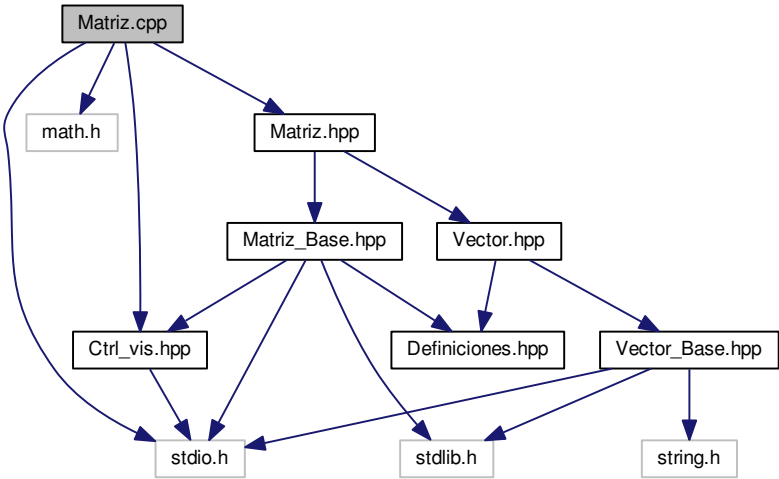 Matriz.cpp
math.h
Matriz.hpp
Matriz_Base.hpp
Vector.hpp
Ctrl_vis.hpp
Definiciones.hpp
Vector_Base.hpp
stdio.h
stdlib.h
string.h